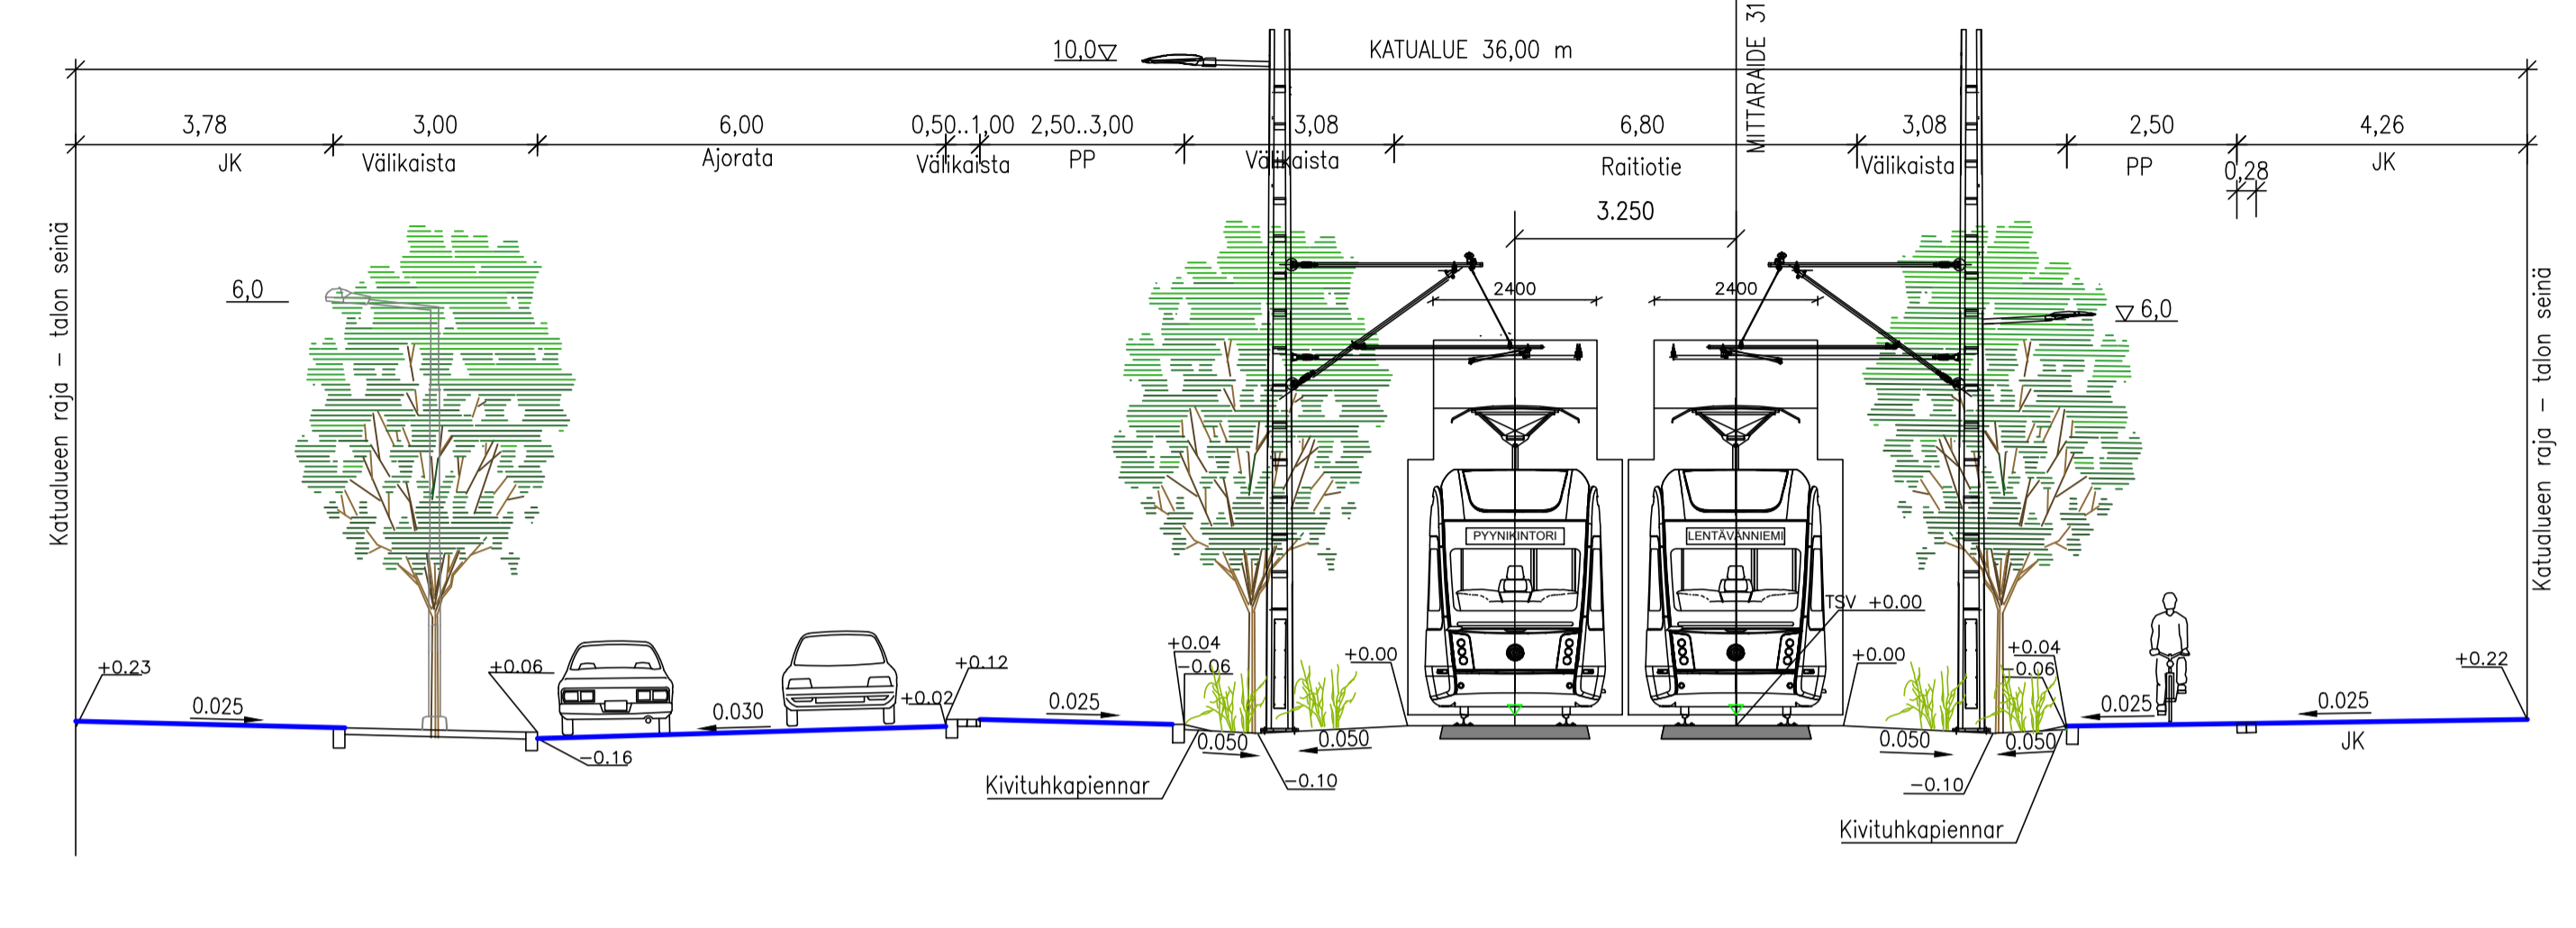 10,0
KATUALUE 36,00 m
MITTARAIDE 31
3,78
3,00
6,00
0,50..1,00
2,50..3,00
3,08
6,80
3,08
2,50
4,26
JK
Välikaista
Ajorata
Välikaista
PP
Välikaista
Raitiotie
Välikaista
PP
JK
0,28
3.250
Katualueen raja – talon seinä
6,0
2400
2400
6,0
Katualueen raja – talon seinä
PYYNIKINTORI
LENTÄVÄNNIEMI
TSV +0.00
+0.23
+0.06
+0.02
+0.12
+0.04
-0.06
+0.00
+0.00
+0.04
-0.06
+0.22
0.025
0.030
0.025
0.050
0.050
0.050
0.050
0.025
0.025
JK
-0.16
-0.10
-0.10
Kivituhkapiennar
Kivituhkapiennar